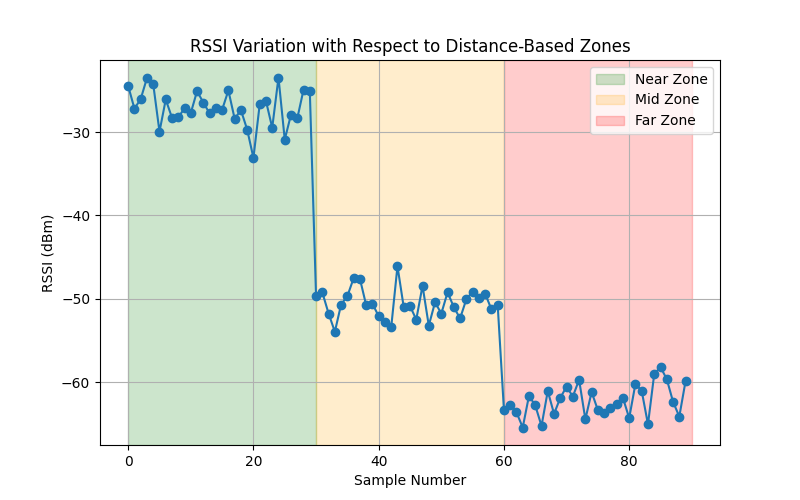 RSSI Variation with Respect to Distance-Based Zones
Near Zone
Mid Zone
Far Zone
−30
−40
−50
−60
RSSI (dBm)
0 20 40 60 80
Sample Number